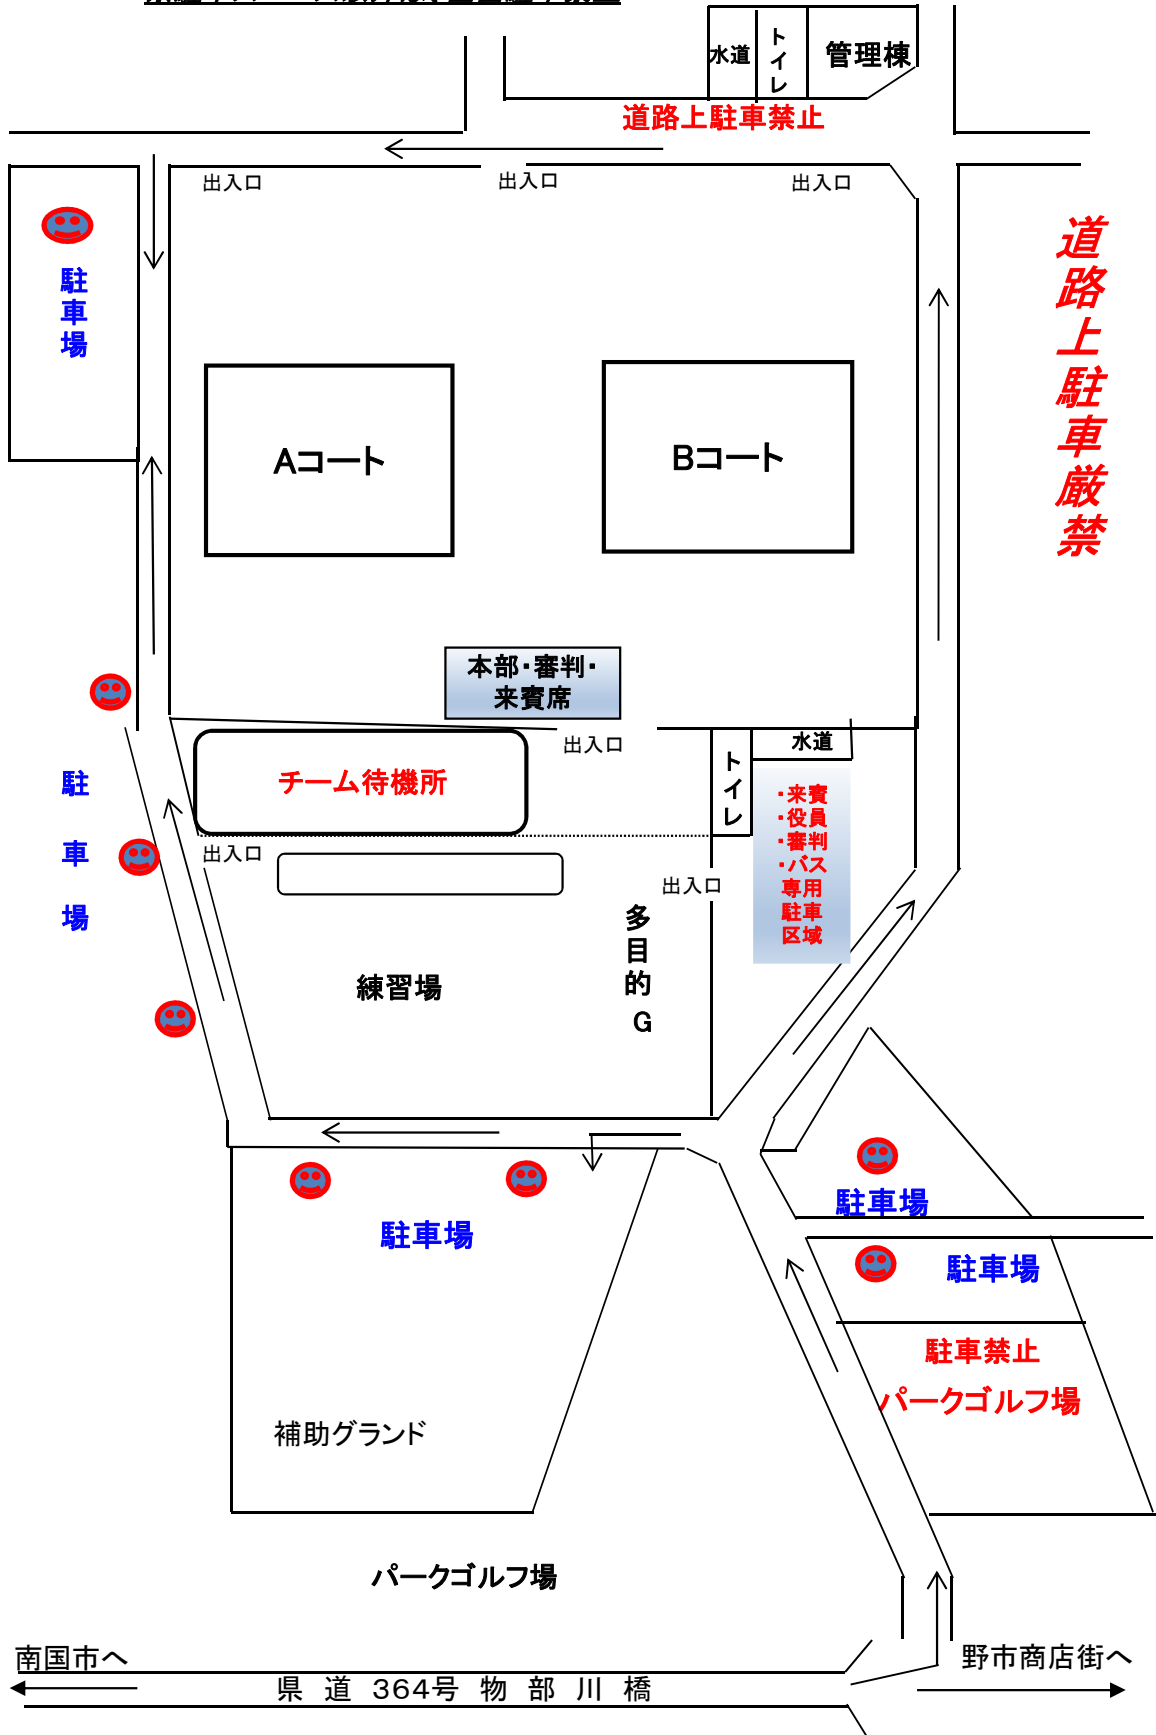 水道
トイレ
管理棟
道路上駐車禁止
出入口
出入口
出入口
駐車場
道路上駐車厳禁
Aコート
Bコート
本部・審判・
来賓席
出入口
水道
トイレ
チーム待機所
・来賓
・役員
・審判
・バス
専用
駐車
区域
駐車場
出入口
出入口
多目的G
練習場
駐車場
駐車場
駐車場
駐車禁止
パークゴルフ場
補助グランド
パークゴルフ場
南国市へ
野市商店街へ
県道364号物部川橋